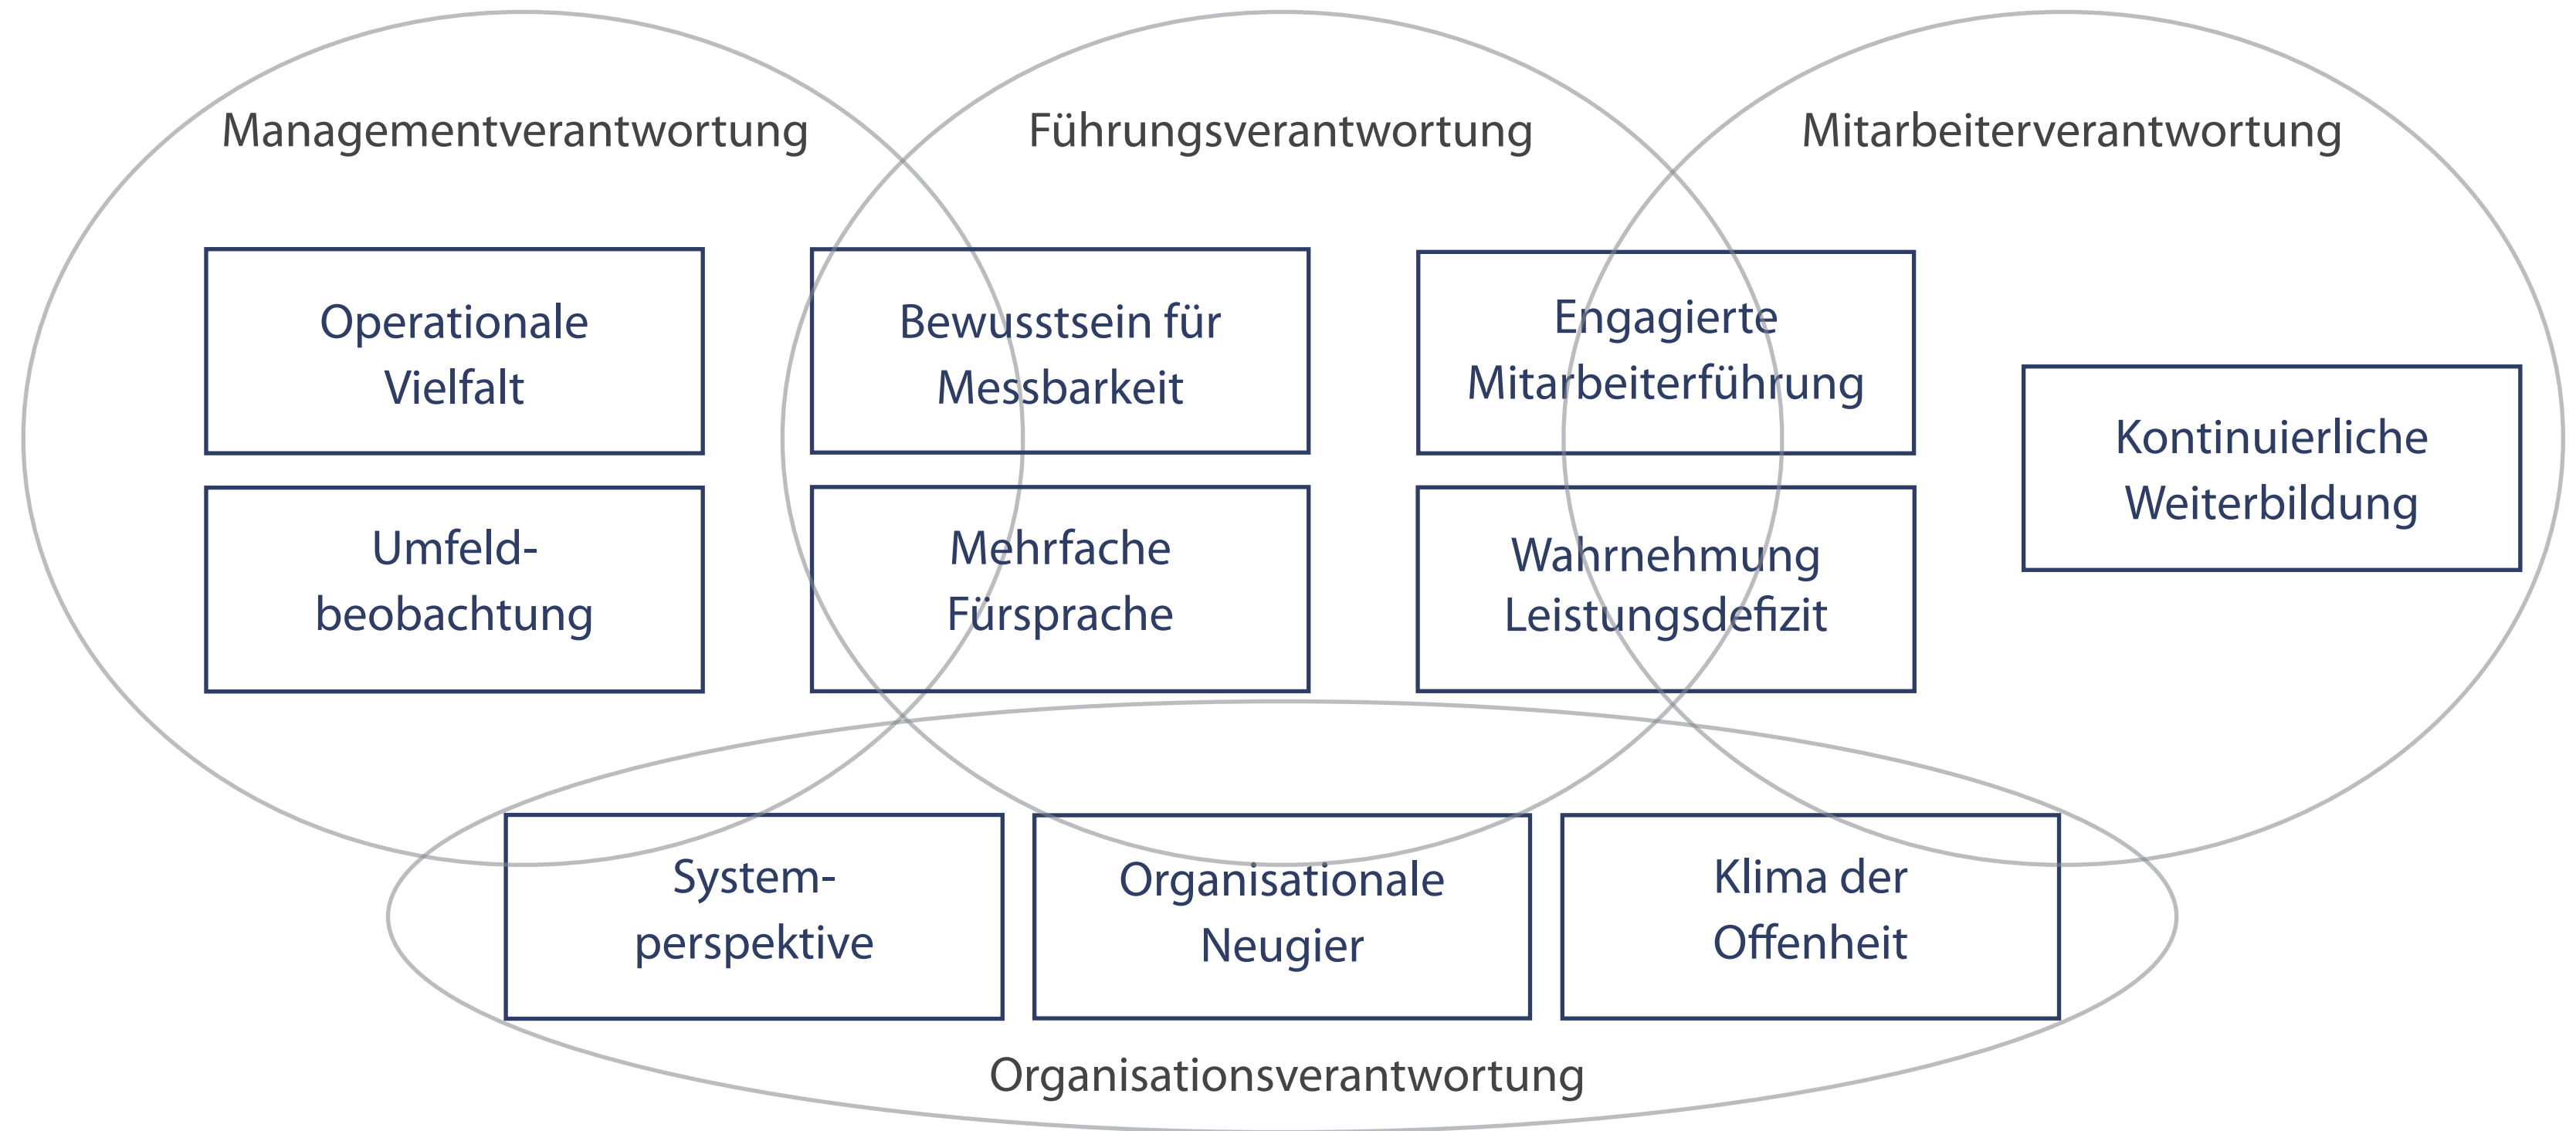 Managementverantwortung
Führungsverantwortung
Mitarbeiterverantwortung
Operationale
Vielfalt
Bewusstsein für
Messbarkeit
Engagierte
Mitarbeiterführung
Kontinuierliche
Weiterbildung
Umfeld-
beobachtung
Mehrfache
Fürsprache
Wahrnehmung
Leistungsdefizit
System-
perspektive
Organisationale
Neugier
Klima der
Offenheit
Organisationsverantwortung